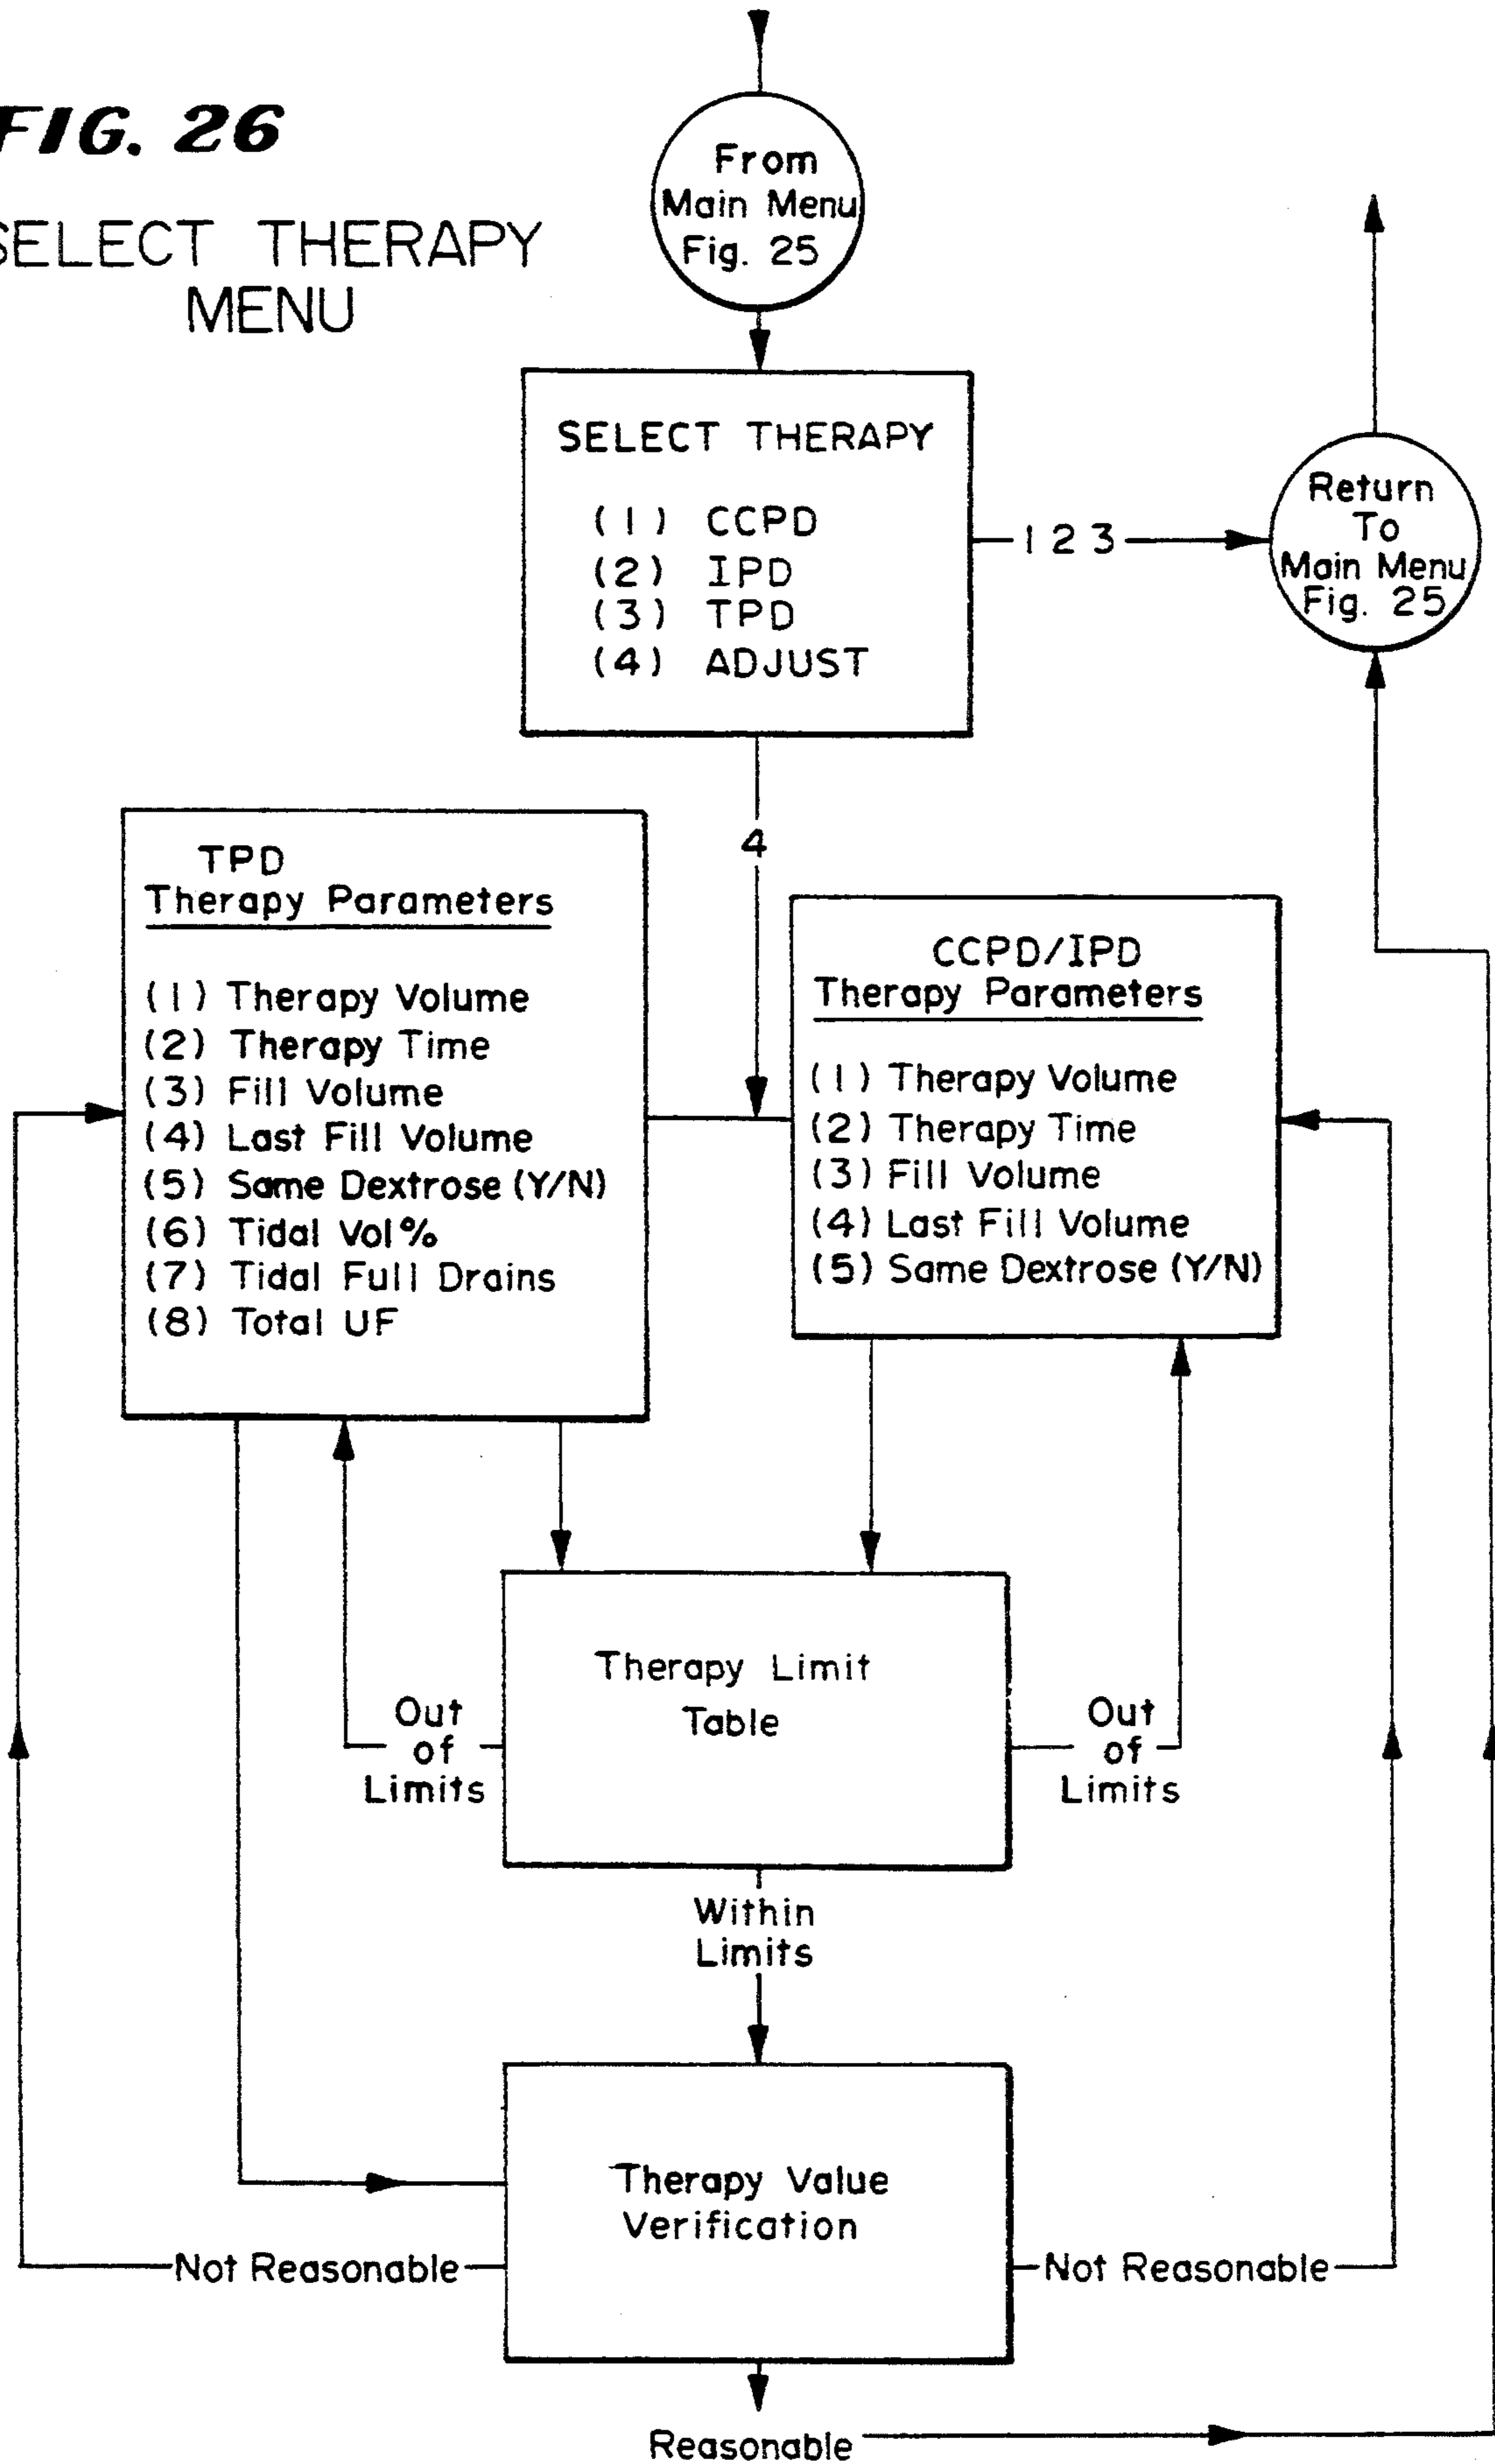 FIG. 26
SELECT THERAPY
MENU
From
Main Menu
Fig. 25
SELECT THERAPY
(1) CCPD
(2) IPD
(3) TPD
(4) ADJUST
1 2 3
Return
To
Main Menu
Fig. 25
4
TPD
Therapy Parameters
(1) Therapy Volume
(2) Therapy Time
(3) Fill Volume
(4) Last Fill Volume
(5) Same Dextrose (Y/N)
(6) Tidal Vol%
(7) Tidal Full Drains
(8) Total UF
CCPD/IPD
Therapy Parameters
(1) Therapy Volume
(2) Therapy Time
(3) Fill Volume
(4) Last Fill Volume
(5) Same Dextrose (Y/N)
Therapy Limit
Table
Out
of
Limits
Out
of
Limits
Within
Limits
Therapy Value
Verification
Not Reasonable
Not Reasonable
Reasonable